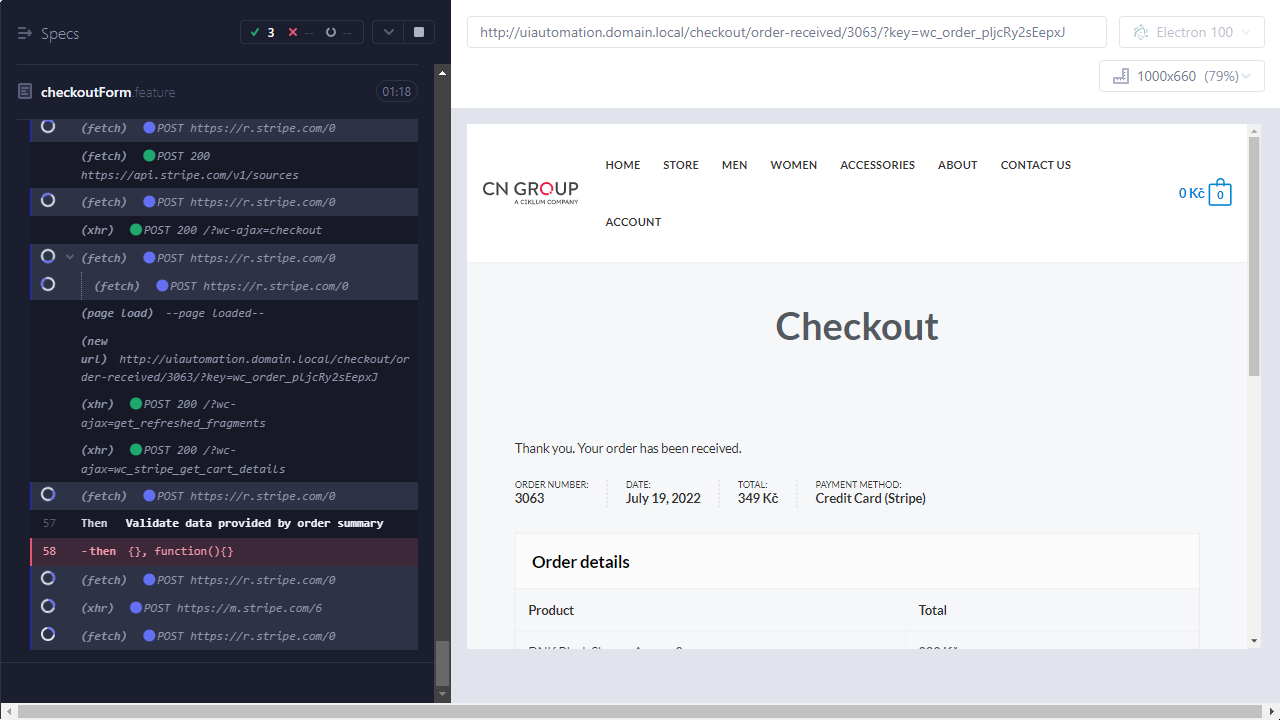 Specs
3
--
--
checkoutForm.feature
01:18
(fetch) POST https://r.stripe.com/0
(fetch) POST 200
https://api.stripe.com/v1/sources
(fetch) POST https://r.stripe.com/0
(xhr) POST 200 /?wc-ajax=checkout
(fetch) POST https://r.stripe.com/0
(fetch) POST https://r.stripe.com/0
(page load) --page loaded--
(new
url) http://uiautomation.domain.local/checkout/or
der-received/3063/?key=wc_order_pljcRy2sEepxJ
(xhr) POST 200 /?wc-
ajax=get_refreshed_fragments
(xhr) POST 200 /?wc-
ajax=wc_stripe_get_cart_details
(fetch) POST https://r.stripe.com/0
57 Then Validate data provided by order summary
58 -then {}, function(){}
(fetch) POST https://r.stripe.com/0
(xhr) POST https://m.stripe.com/6
(fetch) POST https://r.stripe.com/0
http://uiautomation.domain.local/checkout/order-received/3063/?key=wc_order_pljcRy2sEepxJ
Electron 100
1000x660 (79%)
CN GROUP
A CIKLUM COMPANY
HOME STORE MEN WOMEN ACCESSORIES ABOUT CONTACT US
ACCOUNT
0 Kč 0
Checkout
Thank you. Your order has been received.
ORDER NUMBER: DATE: TOTAL: PAYMENT METHOD:
3063 July 19, 2022 349 Kč Credit Card (Stripe)
Order details
Product Total